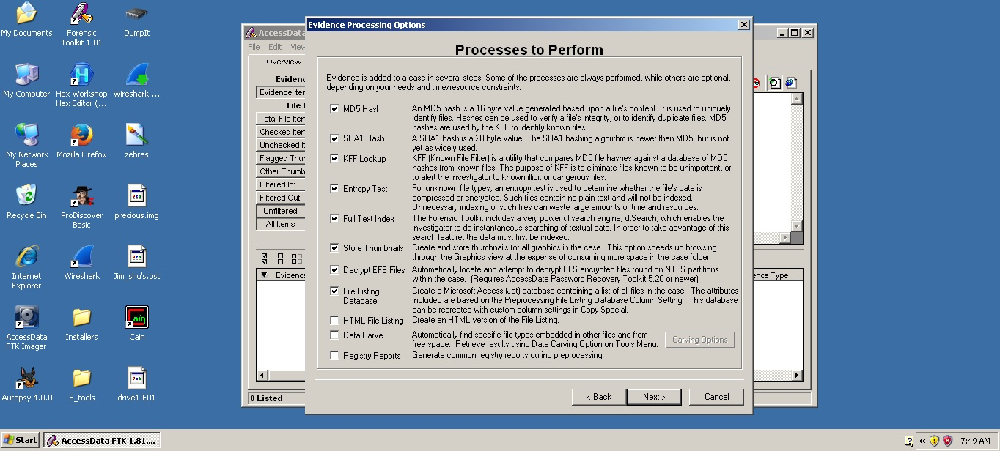 My Documents
Forensic
Toolkit 1.81
DumpIt
My Computer
Hex Workshop
Hex Editor (...
Wireshark-...
My Network
Places
Mozilla Firefox
zebras
Recycle Bin
ProDiscover
Basic
precious.img
Internet
Explorer
Wireshark
Jim_shu's.pst
AccessData
FTK Imager
Installers
Cain
Autopsy 4.0.0
S_tools
drive1.E01
AccessData
File Edit View
Overview
Evidenc
Evidence Iter
File I
Total File Item
Checked Item
Unchecked It
Flagged Thur
Other Thumb
Filtered In:
Filtered Out:
Unfiltered
All Items
Evidence
ence Type
0 Listed
Evidence Processing Options
Processes to Perform
Evidence is added to a case in several steps. Some of the processes are always performed, while others are optional,
depending on your needs and time/resource constraints.
MD5 Hash
An MD5 hash is a 16 byte value generated based upon a file's content. It is used to uniquely
identify files. Hashes can be used to verify a file's integrity, or to identify duplicate files. MD5
hashes are used by the KFF to identify known files.
SHA1 Hash
A SHA1 hash is a 20 byte value. The SHA1 hashing algorithm is newer than MD5, but is not
yet as widely used.
KFF Lookup
KFF (Known File Filter) is a utility that compares MD5 file hashes against a database of MD5
hashes from known files. The purpose of KFF is to eliminate files known to be unimportant, or
to alert the investigator to known illicit or dangerous files.
Entropy Test
For unknown file types, an entropy test is used to determine whether the file's data is
compressed or encrypted. Such files contain no plain text and will not be indexed.
Unnecessary indexing of such files can waste large amounts of time and resources.
Full Text Index
The Forensic Toolkit includes a very powerful search engine, dtSearch, which enables the
investigator to do instantaneous searching of textual data. In order to take advantage of this
search feature, the data must first be indexed.
Store Thumbnails
Create and store thumbnails for all graphics in the case. This option speeds up browsing
through the Graphics view at the expense of consuming more space in the case folder.
Decrypt EFS Files
Automatically locate and attempt to decrypt EFS encrypted files found on NTFS partitions
within the case. (Requires AccessData Password Recovery Toolkit 5.20 or newer)
File Listing
Database
Create a Microsoft Access (Jet) database containing a list of all files in the case. The attributes
included are based on the Preprocessing File Listing Database Column Setting. This database
can be recreated with custom column settings in Copy Special.
HTML File Listing
Create an HTML version of the File Listing.
Data Carve
Automatically find specific file types embedded in other files and from
free space. Retrieve results using Data Carving Option on Tools Menu.
Carving Options
Registry Reports
Generate common registry reports during preprocessing.
< Back
Next >
Cancel
Start
AccessData FTK 1.81....
7:49 AM